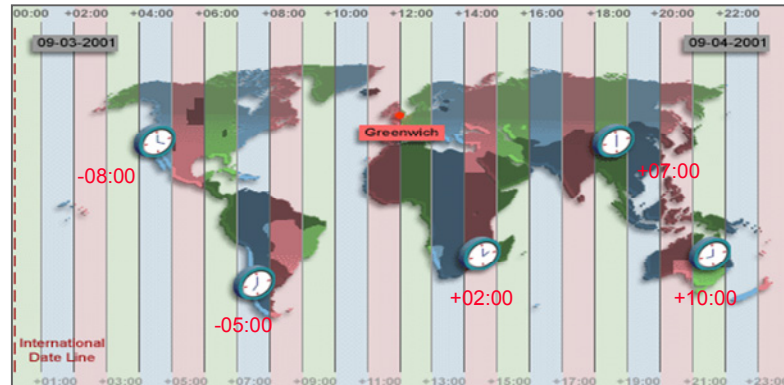 00:00 +02:00 +04:00 +06:00 +08:00 +10:00 +12:00 +14:00 +16:00 +18:00 +20:00 +22:00
09-03-2001 09-04-2001
Greenwich
-08:00 +07:00
-05:00 +02:00 +10:00
International
Date Line
+01:00 +03:00 +05:00 +07:00 +09:00 +11:00 +13:00 +15:00 +17:00 +19:00 +21:00 +23: